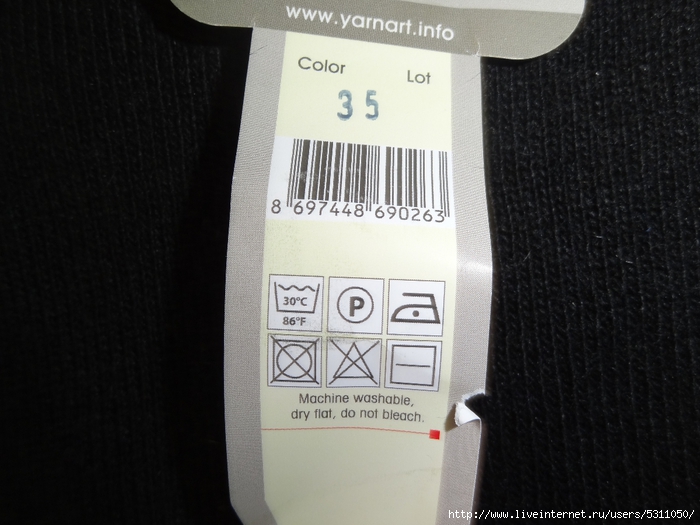 www.yarnart.info
Color Lot
35
8 697448 690263
30°C
86°F
P
Machine washable,
dry flat, do not bleach.
http://www.liveinternet.ru/users/5311050/